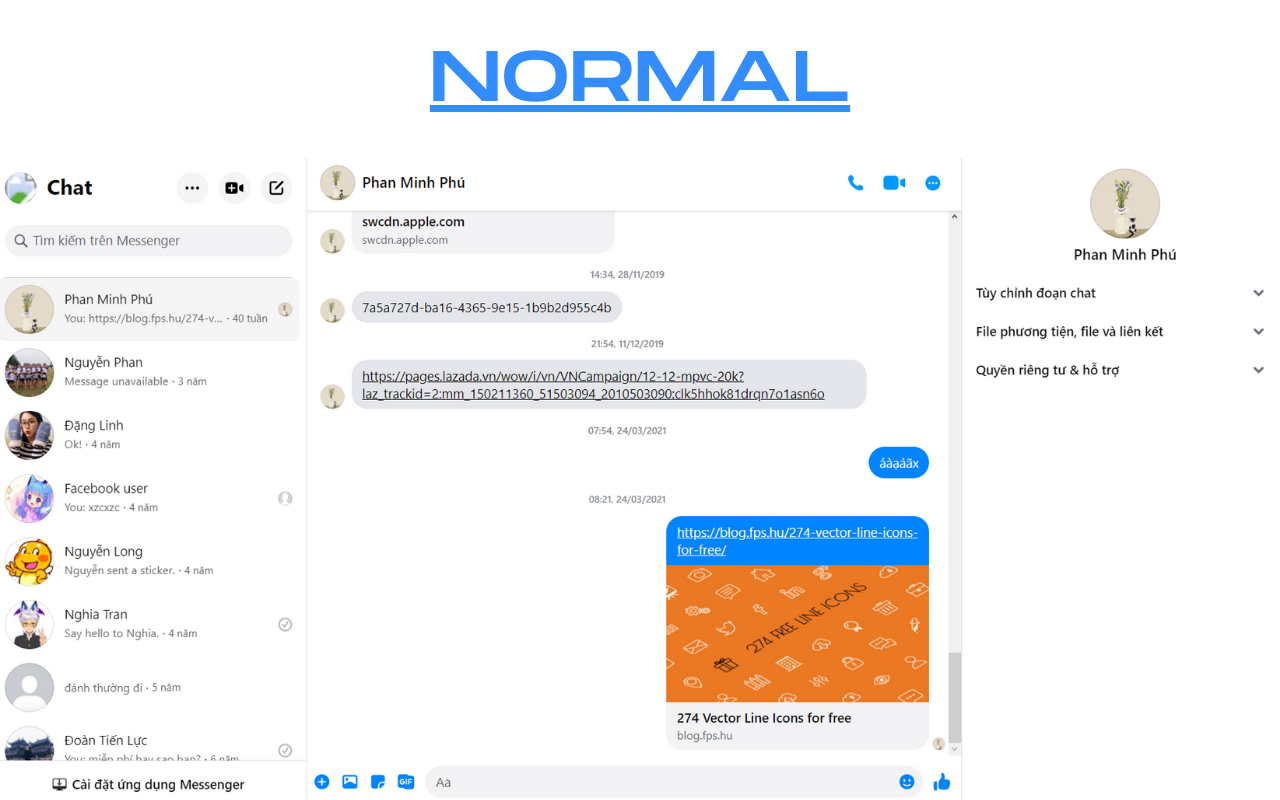 NORMAL
Chat
Tìm kiếm trên Messenger
Phan Minh Phú
You: https://blog.fps.hu/274-v... · 40 tuần
Nguyễn Phan
Message unavailable · 3 năm
Đặng Linh
Ok! · 4 năm
Facebook user
You: xzcxzc · 4 năm
Nguyễn Long
Nguyễn sent a sticker. · 4 năm
Nghia Tran
Say hello to Nghia. · 4 năm
đánh thường đi · 5 năm
Đoàn Tiến Lực
You: miễn phí hay sao bạn? · 6 năm
Cài đặt ứng dụng Messenger
Phan Minh Phú
swcdn.apple.com
swcdn.apple.com
14:34, 28/11/2019
7a5a727d-ba16-4365-9e15-1b9b2d955c4b
21:54, 11/12/2019
https://pages.lazada.vn/wow/i/vn/VNCampaign/12-12-mpvc-20k?
laz_trackid=2:mm_150211360_51503094_2010503090:clk5hhok81drqn7o1asn6o
07:54, 24/03/2021
áàạảãx
08:21, 24/03/2021
https://blog.fps.hu/274-vector-line-icons-
for-free/
274 FREE LINE ICONS
274 Vector Line Icons for free
blog.fps.hu
GIF
Aa
Phan Minh Phú
Tùy chỉnh đoạn chat
File phương tiện, file và liên kết
Quyền riêng tư & hỗ trợ